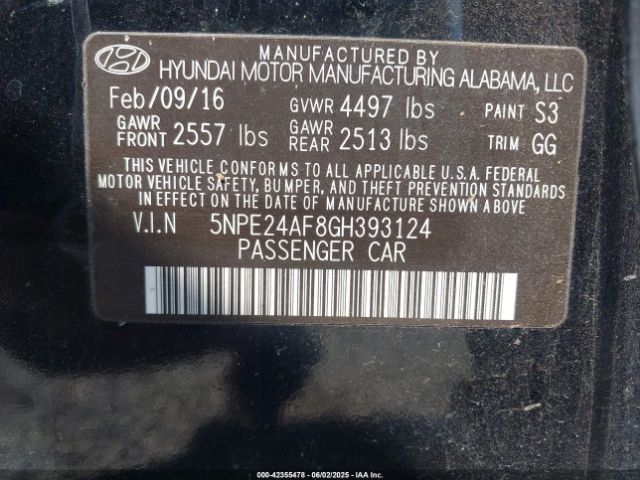 MANUFACTURED BY
HYUNDAI MOTOR MANUFACTURING ALABAMA, LLC
Feb/09/16 GVWR 4497 lbs PAINT S3
GAWR FRONT 2557 lbs GAWR REAR 2513 lbs TRIM GG
THIS VEHICLE CONFORMS TO ALL APPLICABLE U.S.A. FEDERAL
MOTOR VEHICLE SAFETY, BUMPER, AND THEFT PREVENTION STANDARDS
IN EFFECT ON THE DATE OF MANUFACTURE SHOWN ABOVE.
V.I.N 5NPE24AF8GH393124
PASSENGER CAR
000-42355478 - 06/02/2025 - IAA Inc.